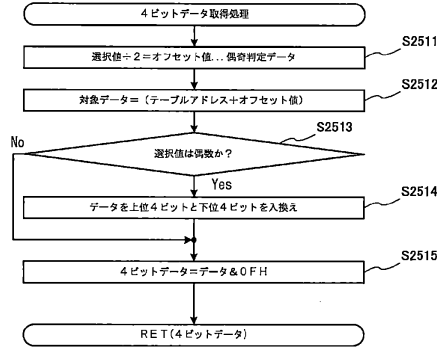 4ビットデータ取得処理
S2511
選択値÷2=オフセット値...偶奇判定データ
S2512
対象データ=(テーブルアドレス+オフセット値)
S2513
No
選択値は偶数か?
Yes
S2514
データを上位4ビットと下位4ビットを入換え
S2515
4ビットデータ=データ&0FH
RET(4ビットデータ)